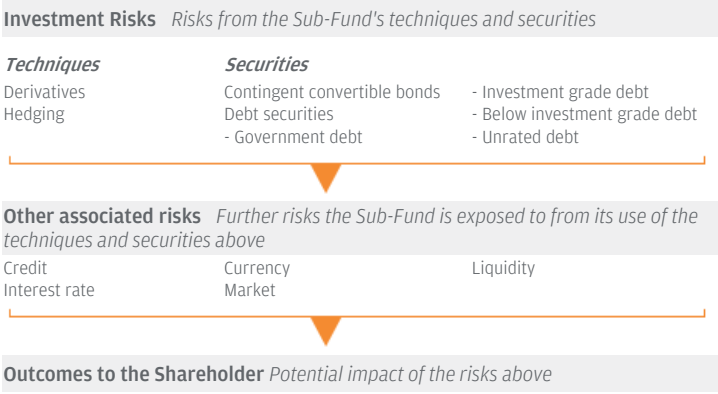 Investment Risks Risks from the Sub-Fund's techniques and securities
Techniques Securities
Derivatives Contingent convertible bonds - Investment grade debt
Hedging Debt securities - Below investment grade debt
- Government debt - Unrated debt
Other associated risks Further risks the Sub-Fund is exposed to from its use of the
techniques and securities above
Credit Currency Liquidity
Interest rate Market
Outcomes to the Shareholder Potential impact of the risks above